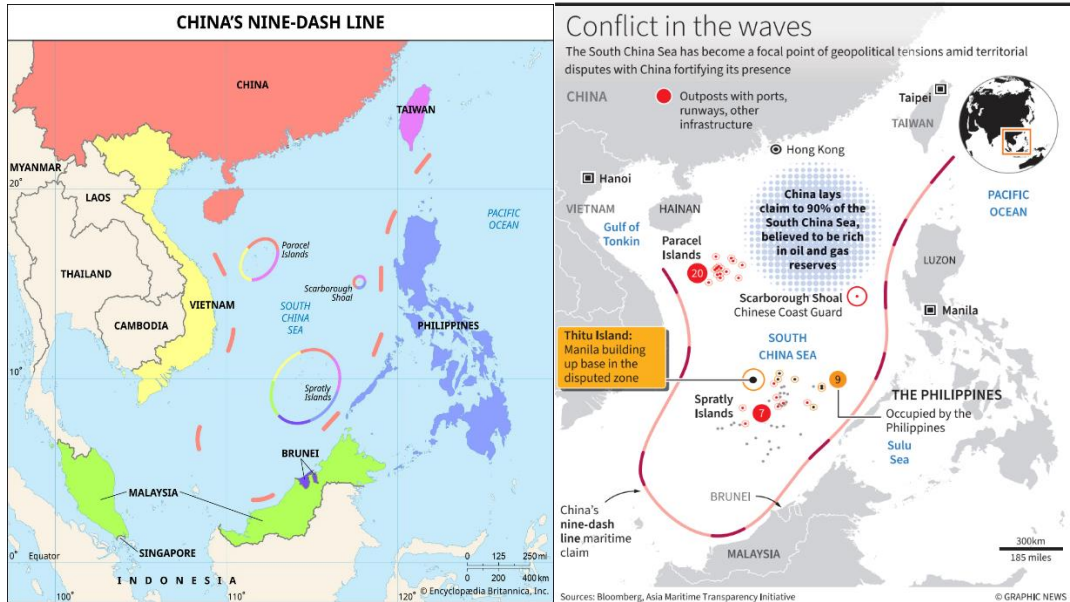 CHINA'S NINE-DASH LINE
CHINA
TAIWAN
MYANMAR
20°
LAOS
PACIFIC
OCEAN
Paracel
Islands
THAILAND
Scarborough
Shoal
VIETNAM
SOUTH
CHINA
SEA
CAMBODIA
PHILIPPINES
10°
Spratly
Islands
BRUNEI
MALAYSIA
SINGAPORE
0°
Equator
0 125 250 mi
0 200 400 km
INDONESIA
100°
110°
120°
© Encyclopædia Britannica, Inc.
Conflict in the waves
The South China Sea has become a focal point of geopolitical tensions amid territorial
disputes with China fortifying its presence
CHINA
Outposts with ports,
runways, other
infrastructure
Taipei
TAIWAN
Hong Kong
Hanoi
VIETNAM
HAINAN
Gulf of
Tonkin
China lays
claim to 90% of the
South China Sea,
believed to be rich
in oil and gas
reserves
PACIFIC
OCEAN
Paracel
Islands
20
LUZON
Scarborough Shoal
Chinese Coast Guard
Manila
Thitu Island:
Manila building
up base in the
disputed zone
SOUTH
CHINA SEA
9
THE PHILIPPINES
Occupied by the
Philippines
Spratly
Islands
7
Sulu
Sea
BRUNEI
China's
nine-dash
line maritime
claim
MALAYSIA
300km
185 miles
Sources: Bloomberg, Asia Maritime Transparency Initiative
© GRAPHIC NEWS